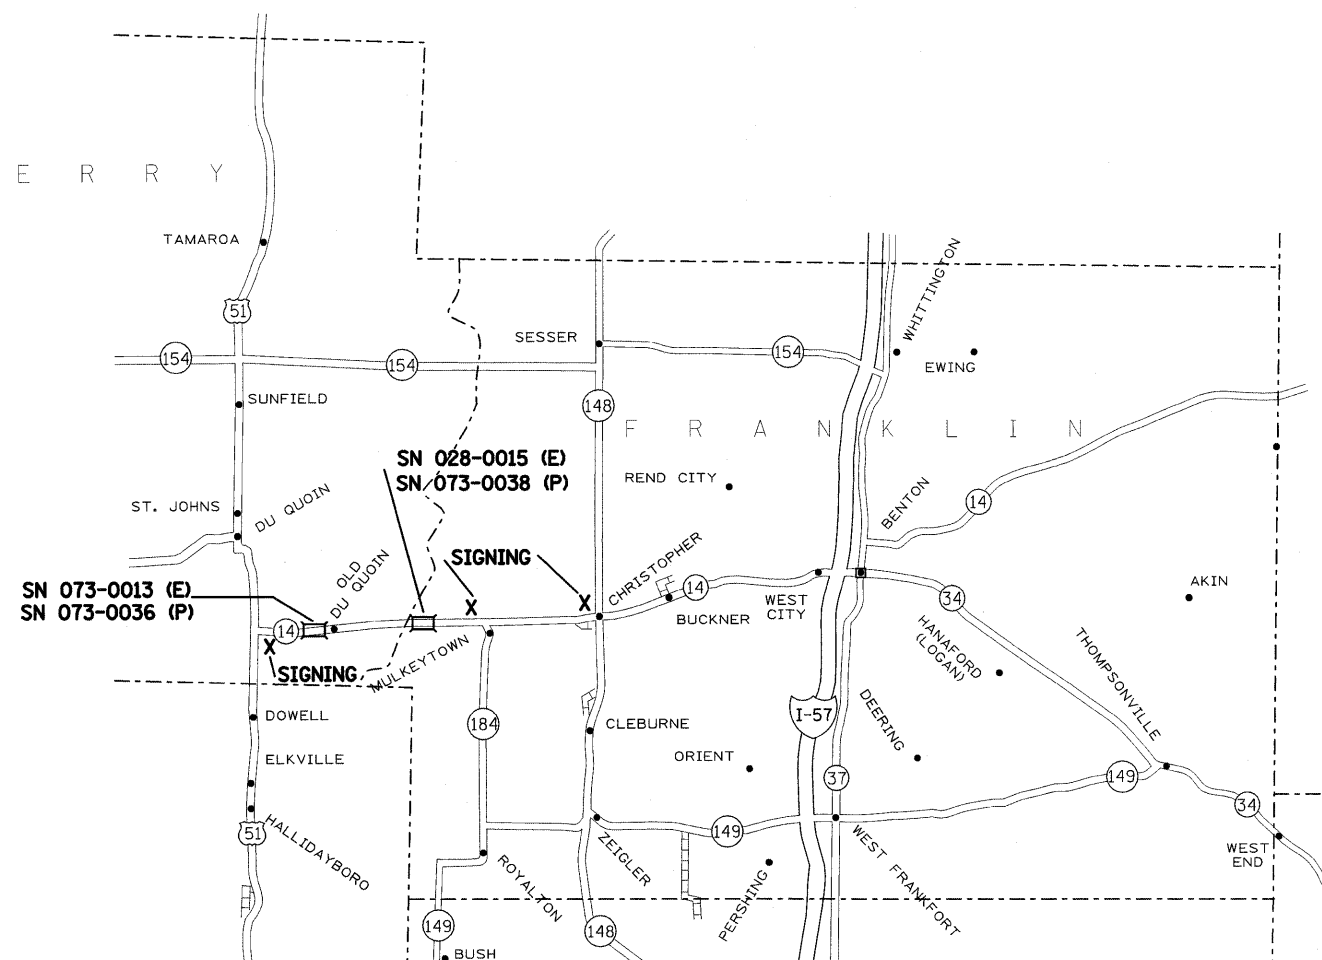 E R R Y
TAMAROA
WHITTINGTON
51
SESSER
154
154
154
EWING
SUNFIELD
148
F R A N K L I N
SN 028-0015 (E)
SN 073-0038 (P)
REND CITY
ST. JOHNS
DU QUOIN
BENTON
14
SIGNING
CHRISTOPHER
OLD
DU QUOIN
SN 073-0013 (E)
SN 073-0036 (P)
X
X
14
BUCKNER
WEST
CITY
34
AKIN
14
X
SIGNING
MULKEYTOWN
HANAFORD
(LOGAN)
THOMPSONVILLE
DOWELL
184
CLEBURNE
I-57
DEERING
ELKVILLE
ORIENT
37
149
34
51
HALLIDAYBORO
149
ZEIGLER
WEST FRANKFORT
WEST
END
ROYALTON
PERSHING
149
148
BUSH